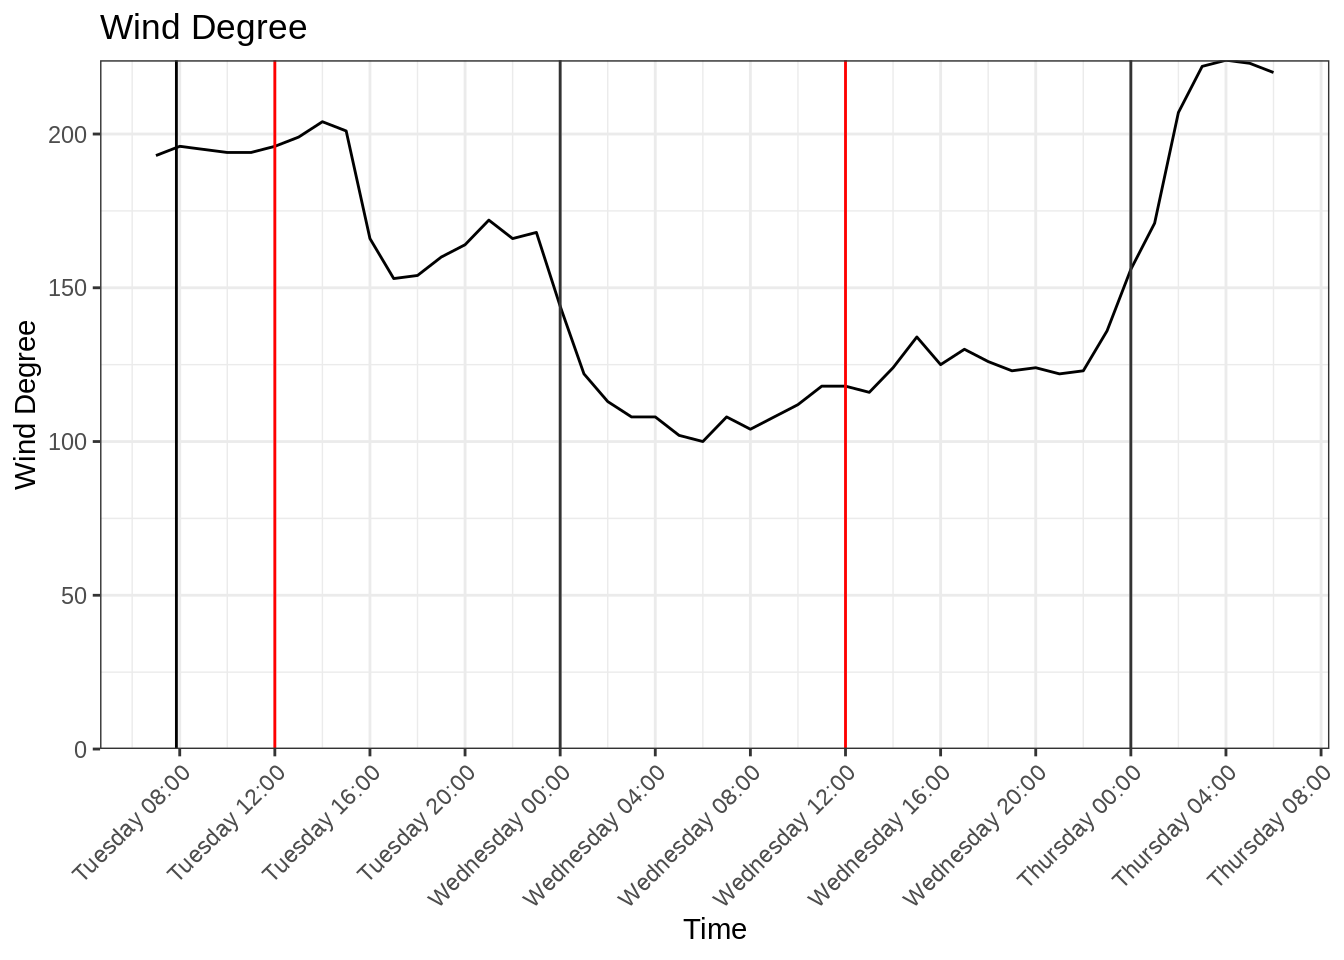 Wind Degree
Wind Degree
200
150
100
50
0
Tuesday 08:00
Tuesday 12:00
Tuesday 16:00
Tuesday 20:00
Wednesday 00:00
Wednesday 04:00
Wednesday 08:00
Wednesday 12:00
Wednesday 16:00
Wednesday 20:00
Thursday 00:00
Thursday 04:00
Thursday 08:00
Time